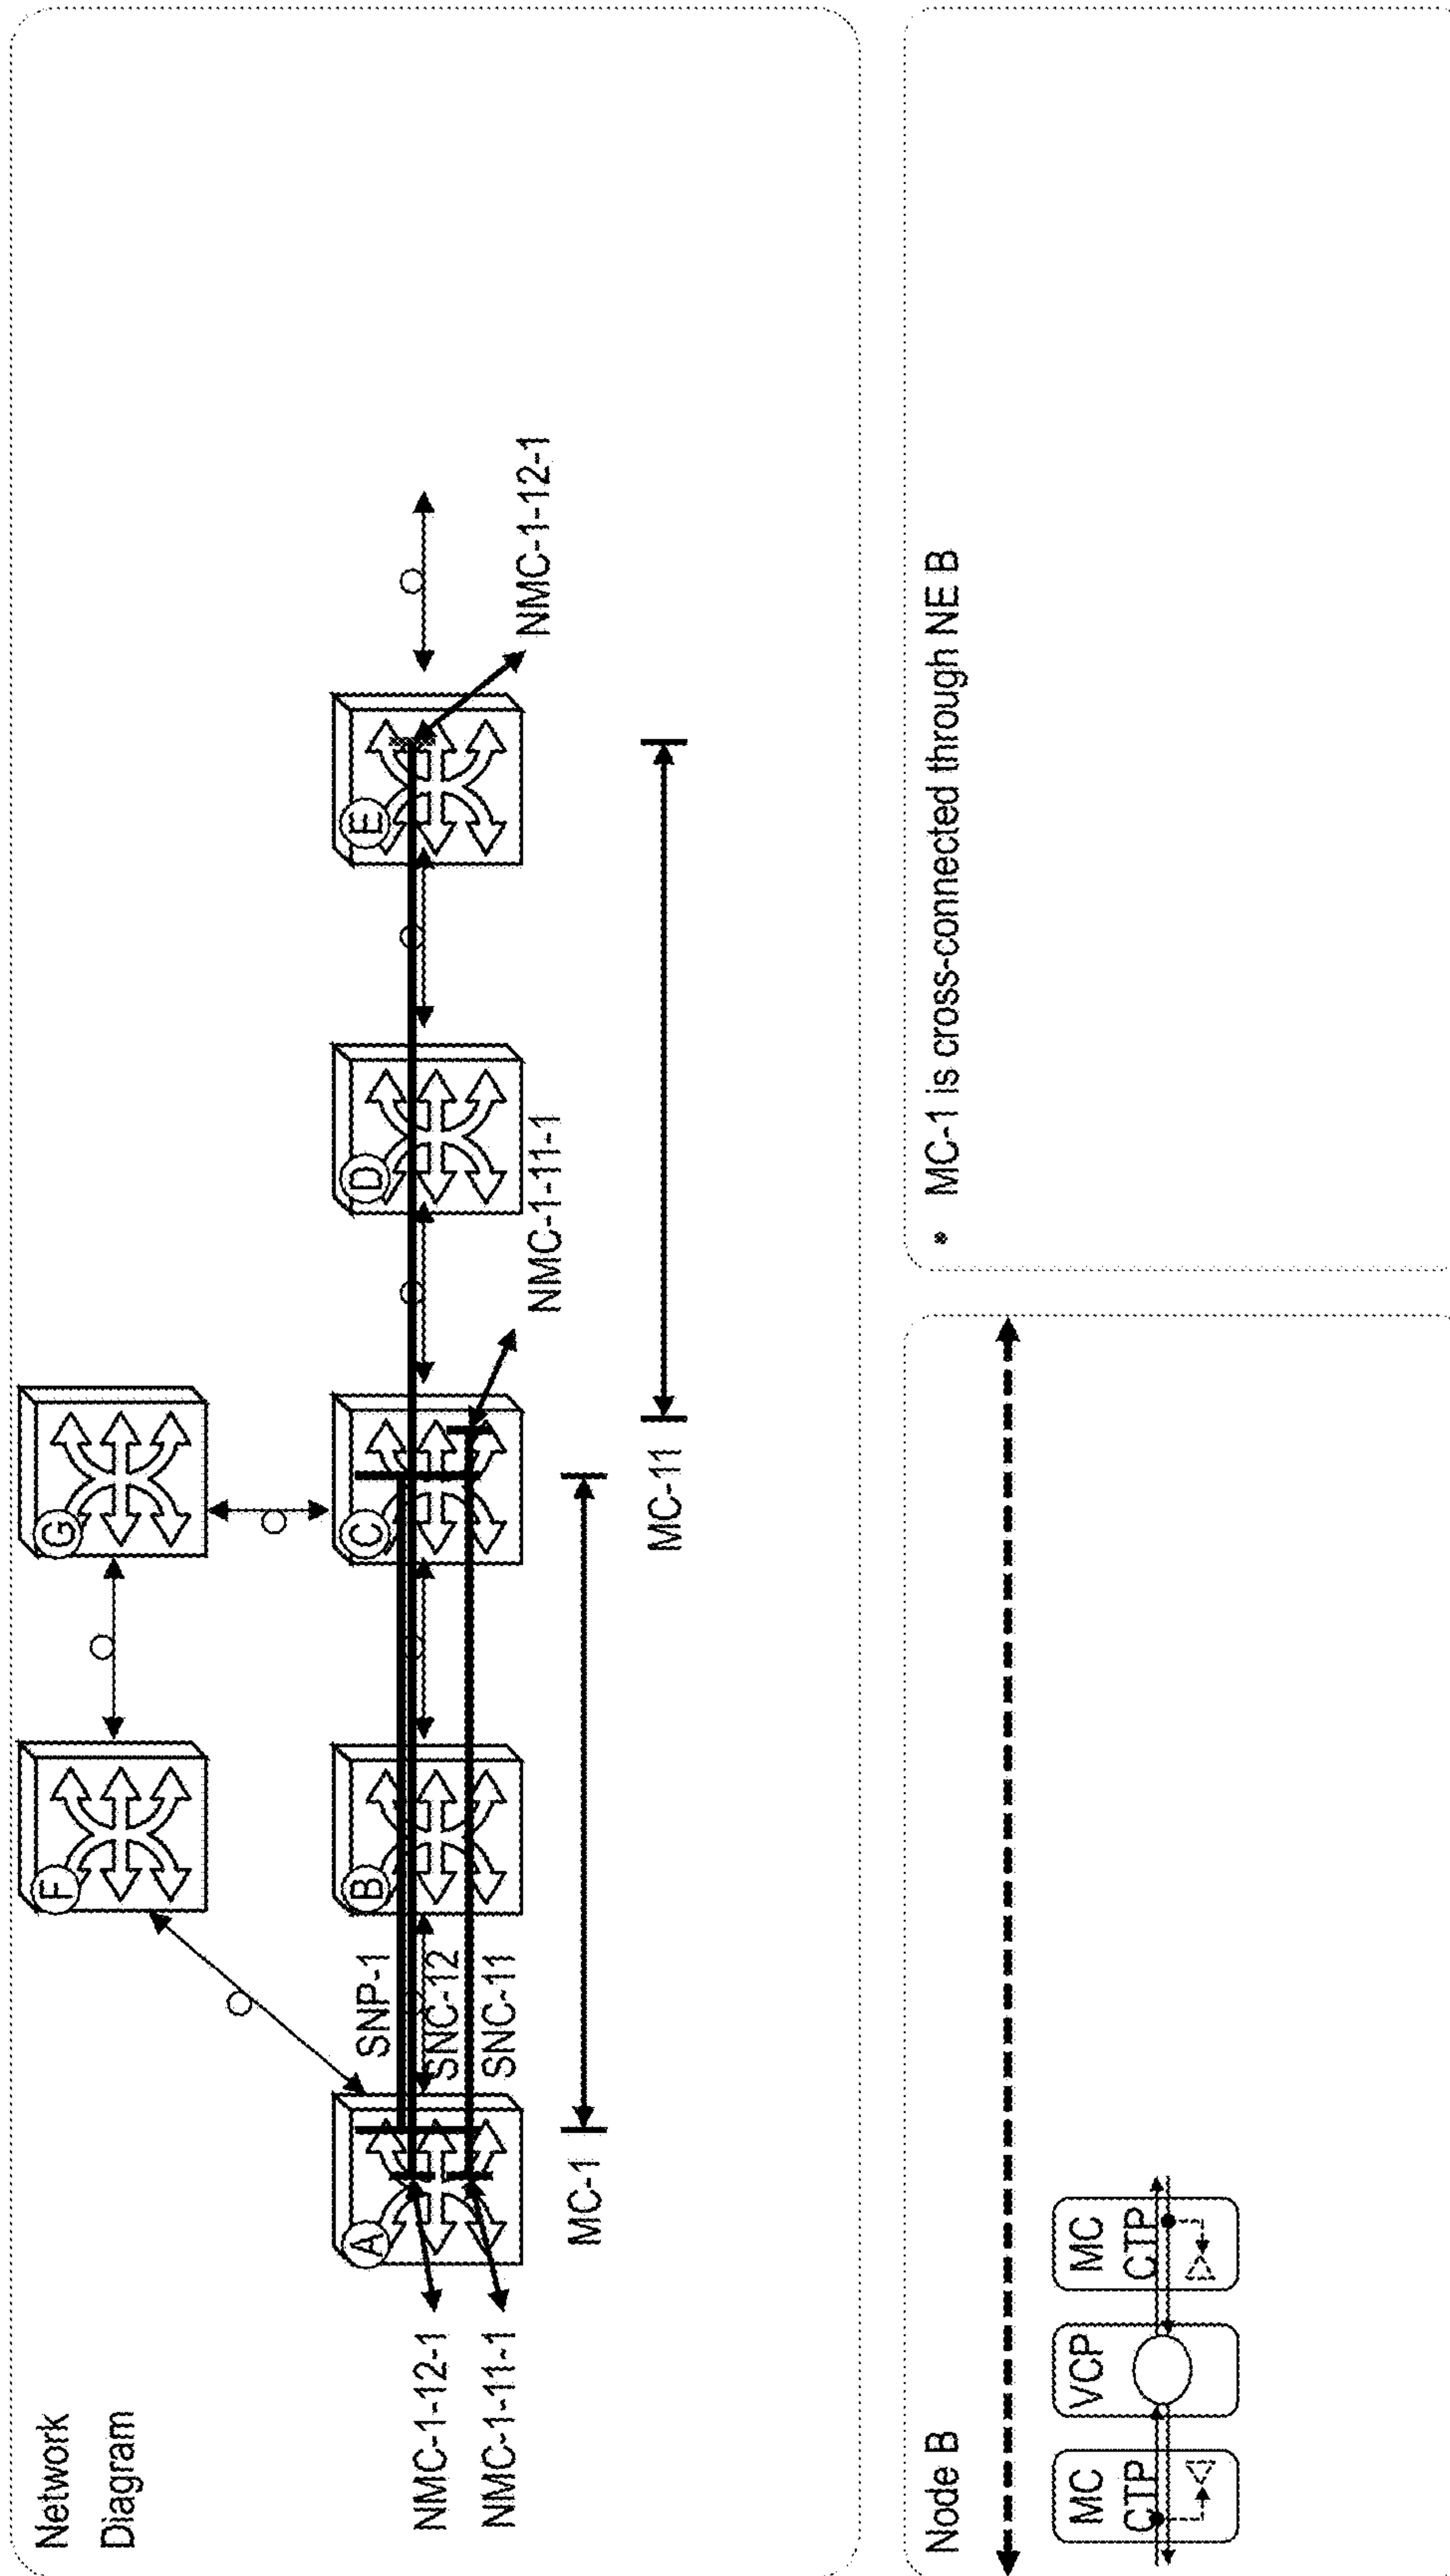 Network
Diagram
F
G
A
B
C
D
E
SNP-1
SNC-12
SNC-11
NMC-1-12-1
NMC-1-11-1
NMC-1-11-1
NMC-1-12-1
MC-1
MC-11
Node B
MC
CTP
VCP
MC
CTP
• MC-1 is cross-connected through NE B